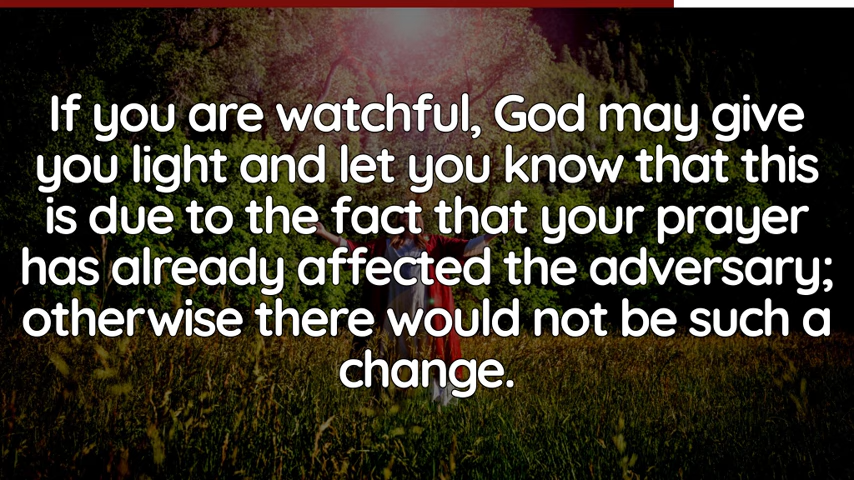 If you are watchful, God may give
you light and let you know that this
is due to the fact that your prayer
has already affected the adversary;
otherwise there would not be such a
change.